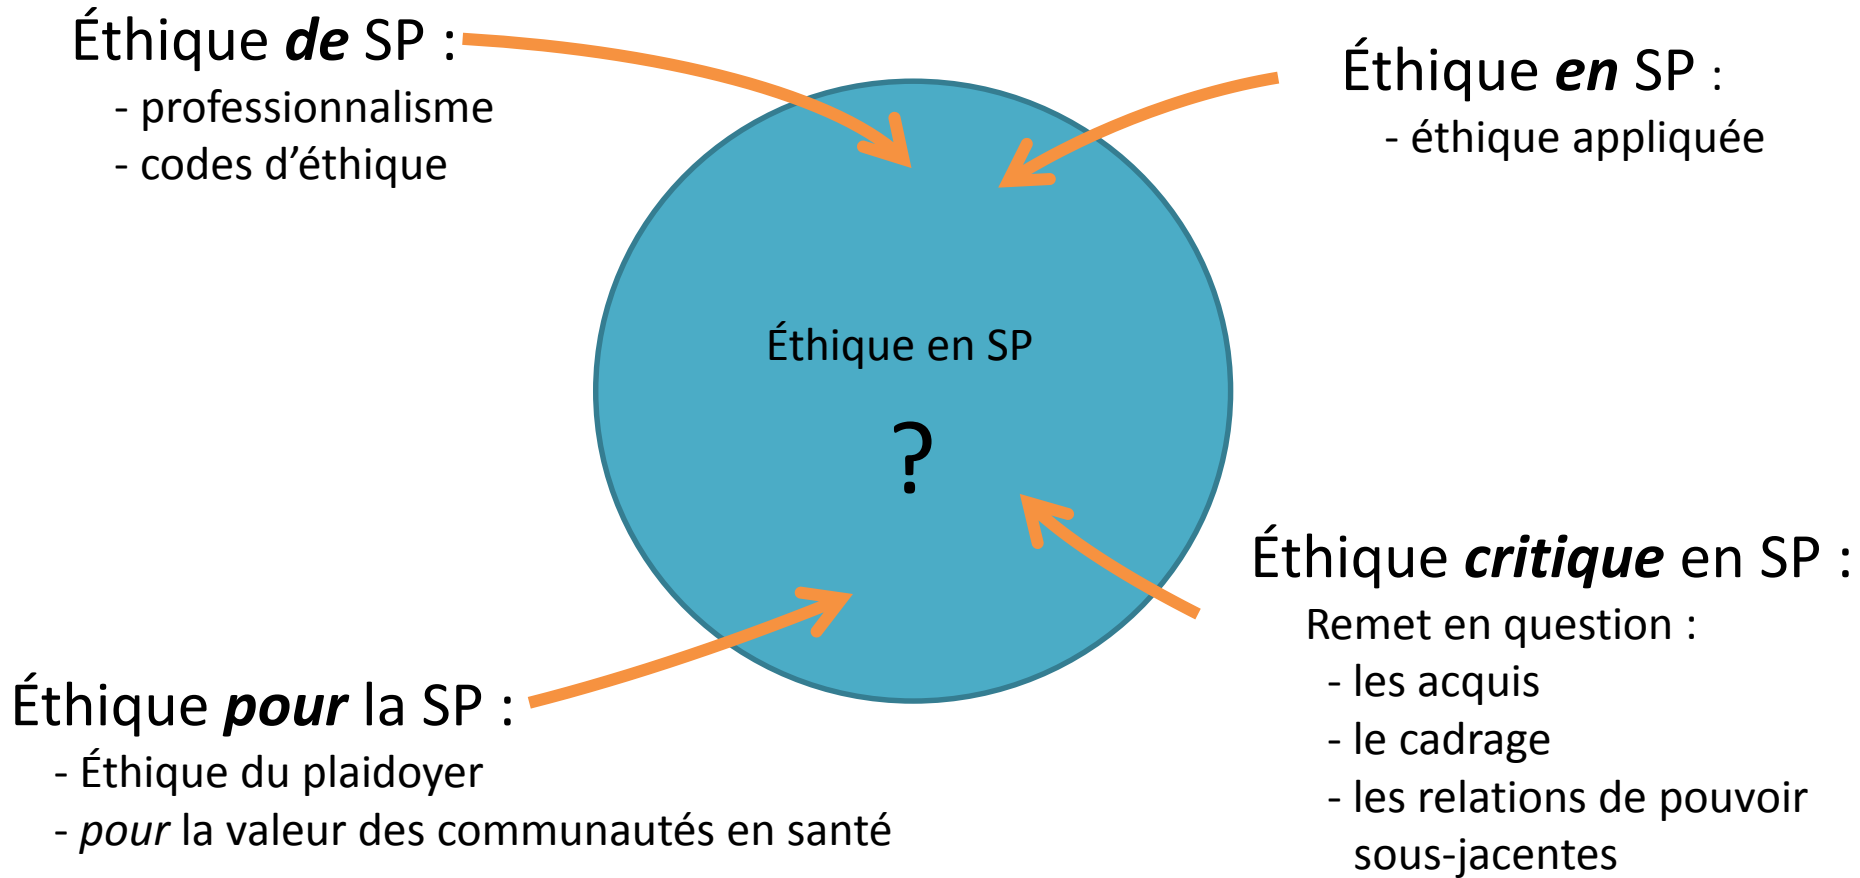 Éthique de SP :
- professionnalisme
- codes d’éthique
Éthique en SP :
- éthique appliquée
Éthique en SP
?
Éthique critique en SP :
Remet en question :
- les acquis
- le cadrage
- les relations de pouvoir
sous-jacentes
Éthique pour la SP :
- Éthique du plaidoyer
- pour la valeur des communautés en santé